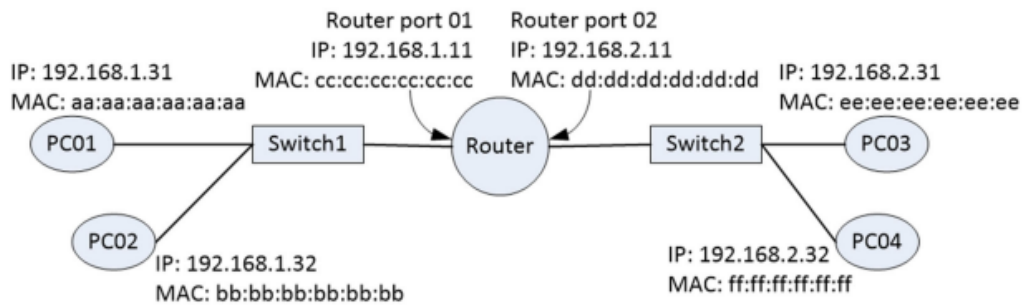 Router port 01
IP: 192.168.1.11
MAC: cc:cc:cc:cc:cc:cc
Router port 02
IP: 192.168.2.11
MAC: dd:dd:dd:dd:dd:dd
IP: 192.168.1.31
MAC: aa:aa:aa:aa:aa:aa
IP: 192.168.2.31
MAC: ee:ee:ee:ee:ee:ee
PC01
Switch1
Router
Switch2
PC03
PC02
IP: 192.168.1.32
MAC: bb:bb:bb:bb:bb:bb
IP: 192.168.2.32
MAC: ff:ff:ff:ff:ff:ff
PC04